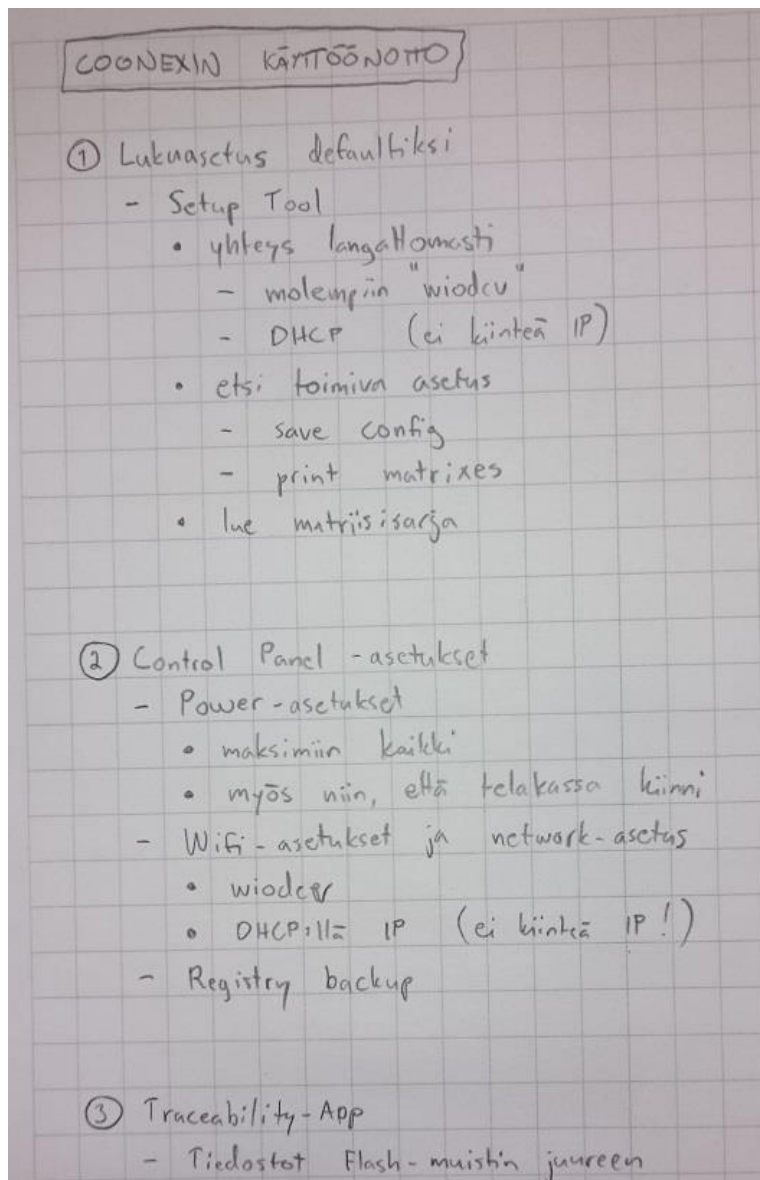 COGNEXIN KÄYTTÖÖNOTTO
① Lukuasetus defaultiksi
- Setup Tool
• yhteys langattomasti
- molempiin "wiodcv"
- DHCP (ei kiinteä IP)
• etsi toimiva asetus
- save config
- print matrixes
• lue matriisisarja
② Control Panel -asetukset
- Power-asetukset
• maksimiin kaikki
• myös niin, että telakassa kiinni
- Wifi-asetukset ja network-asetus
•
• DHCP:llä IP (ei kiinteä IP!)
- Registry backup
③ Traceability-App
- Tiedostot Flash-muistin juureen